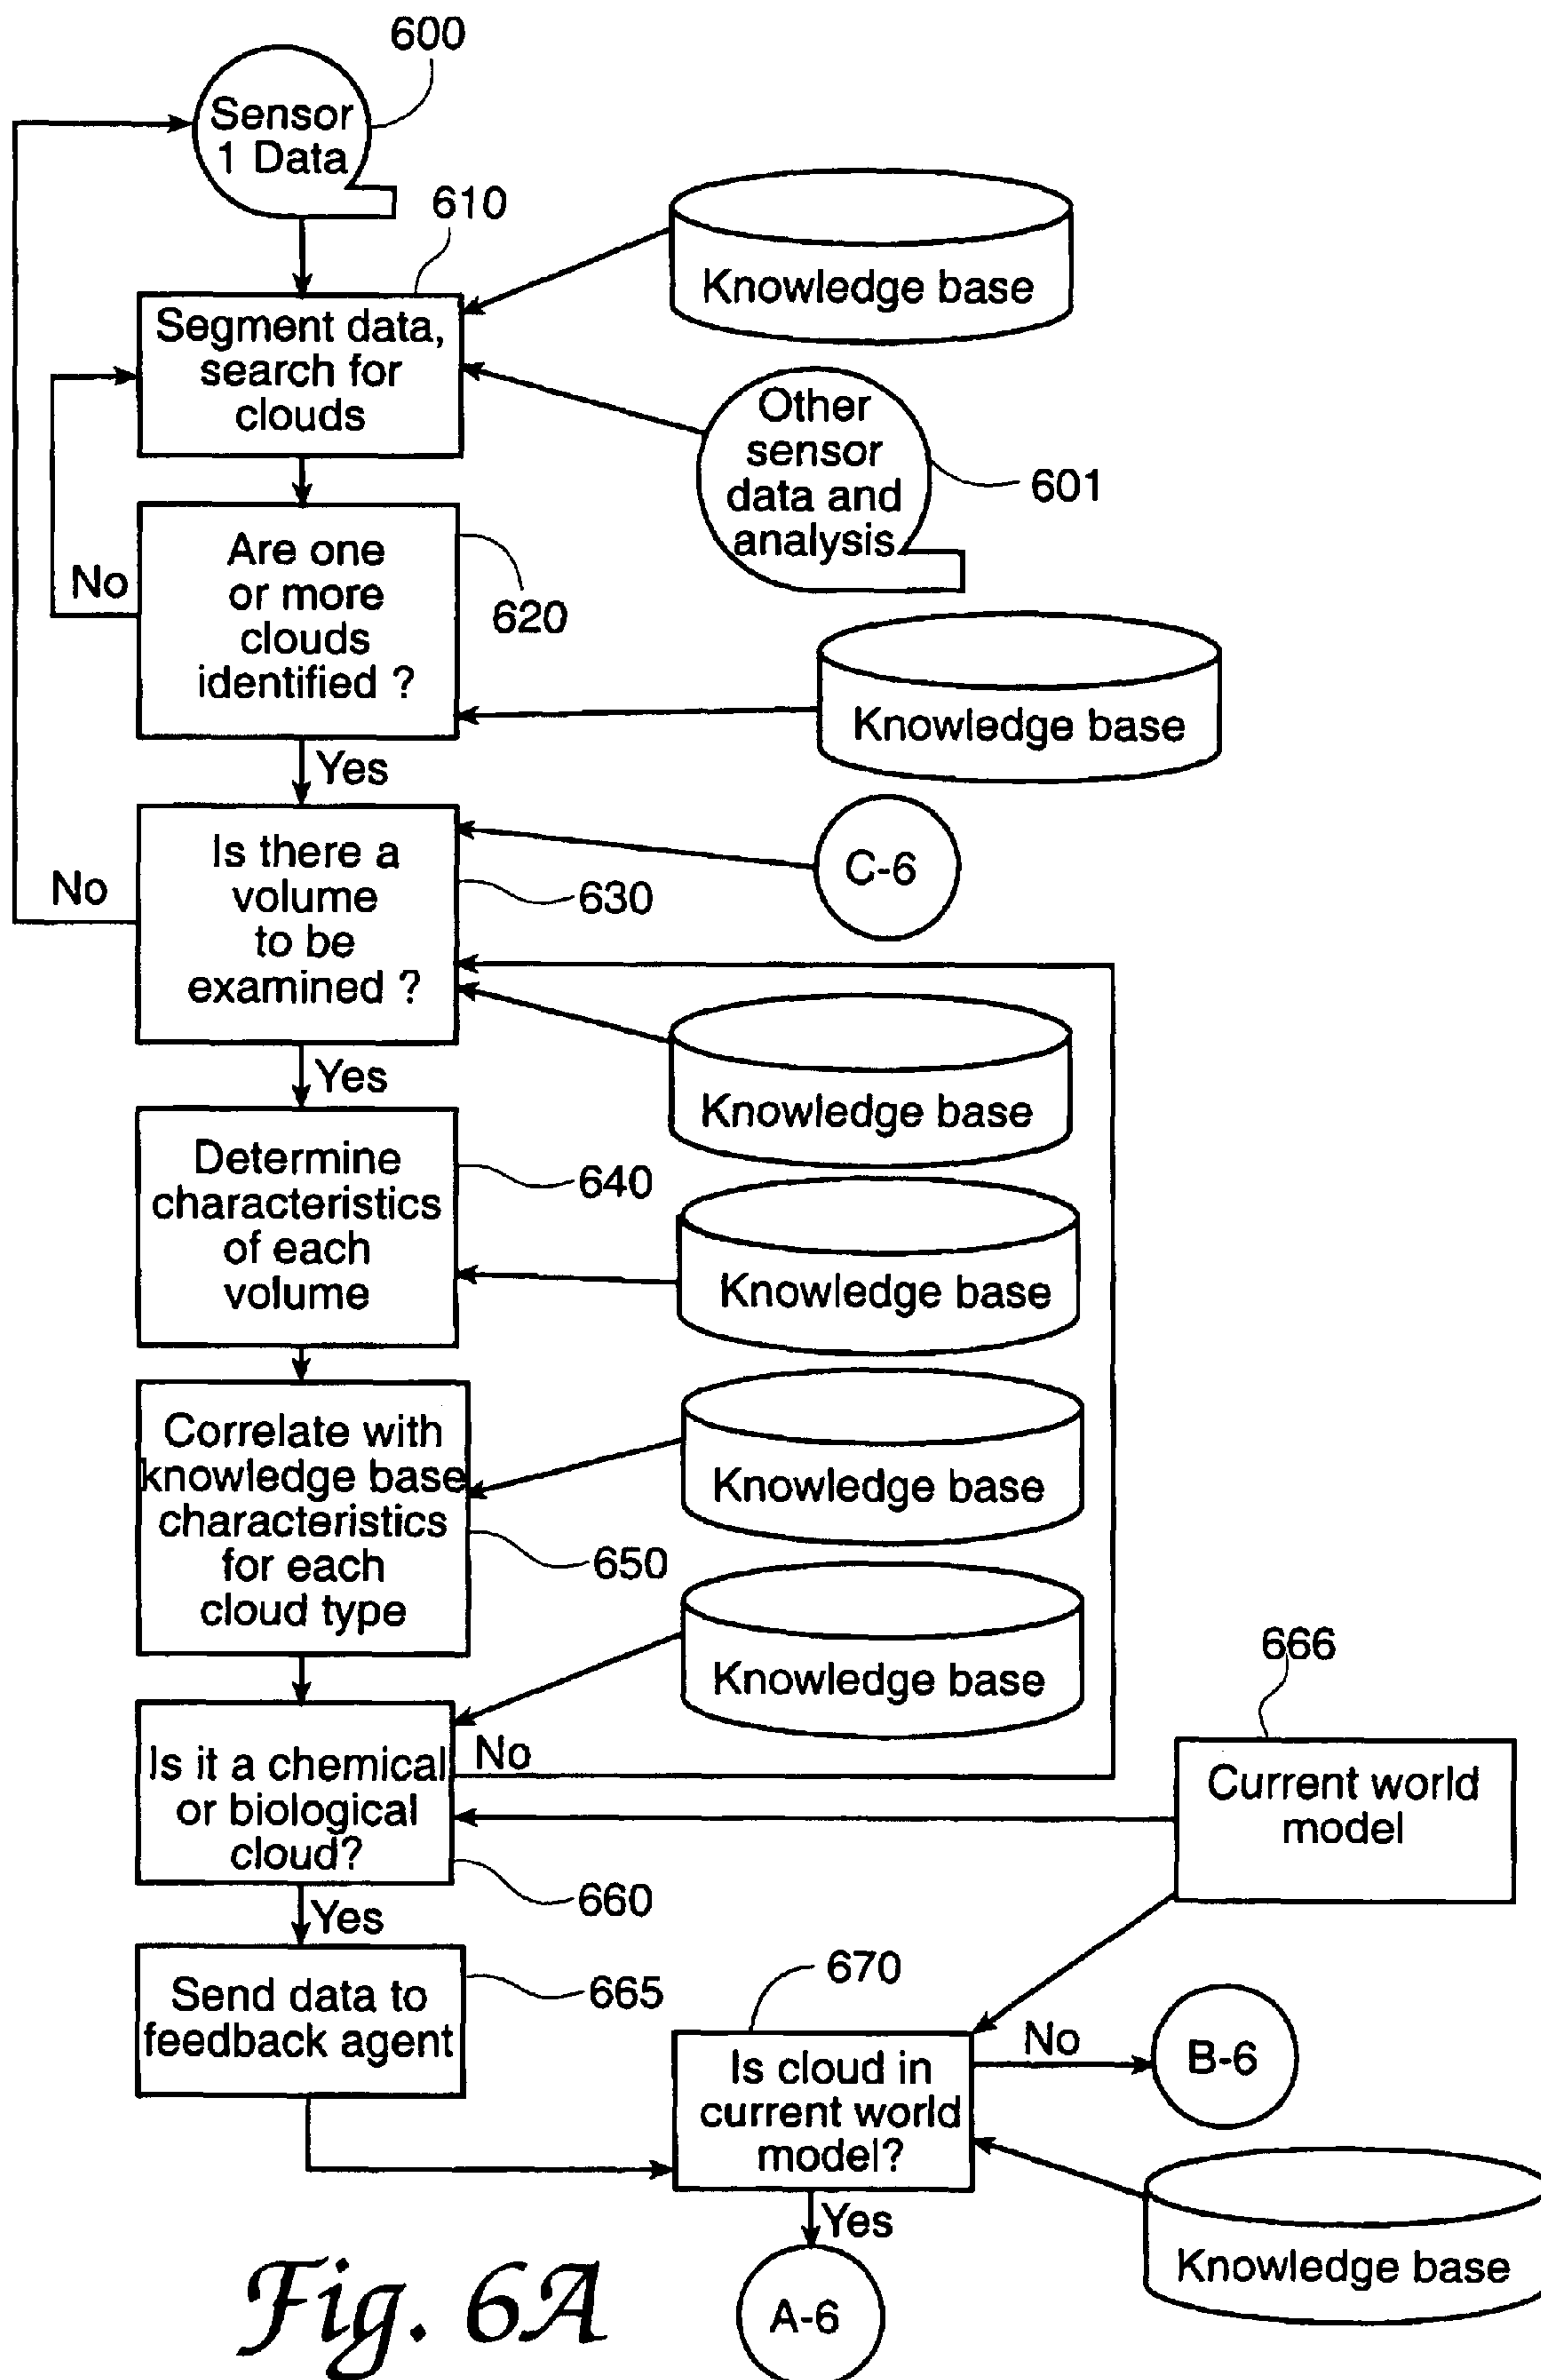 600
Sensor
1 Data
610
Knowledge base
Segment data,
search for
clouds
Other
sensor
data and
analysis
601
Are one
or more
clouds
identified ?
No
620
Knowledge base
Yes
Is there a
volume
to be
examined ?
No
630
C-6
Knowledge base
Yes
Determine
characteristics
of each
volume
640
Knowledge base
Correlate with
knowledge base
characteristics
for each
cloud type
650
Knowledge base
Knowledge base
666
Is it a chemical
or biological
cloud?
No
660
Current world
model
Yes
Send data to
feedback agent
665
670
Is cloud in
current world
model?
No
B-6
Knowledge base
Yes
A-6
Fig. 6A